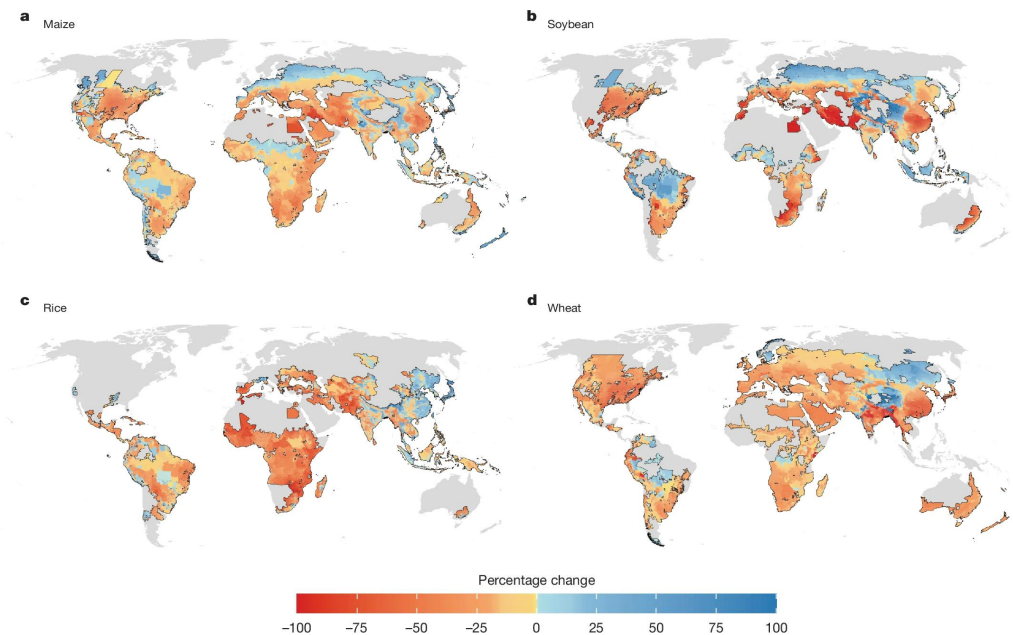 a Maize
b Soybean
c Rice
d Wheat
Percentage change
−100 −75 −50 −25 0 25 50 75 100